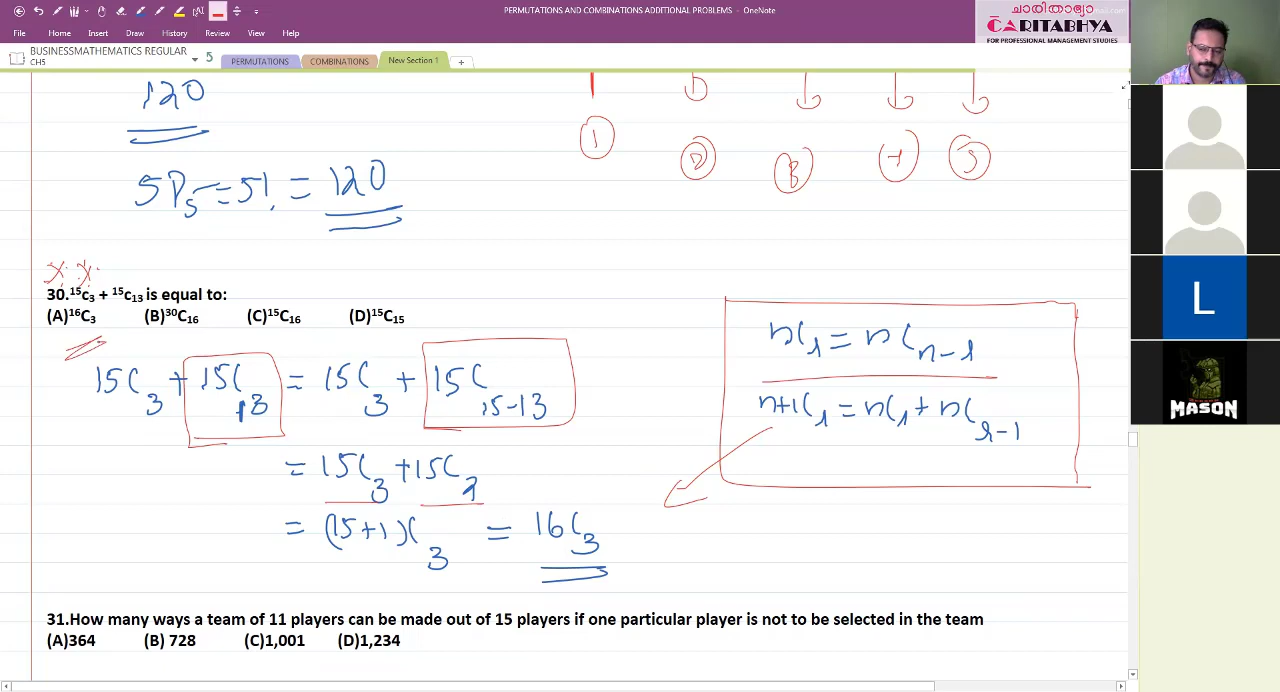 PERMUTATIONS AND COMBINATIONS ADDITIONAL PROBLEMS - OneNote
ചാരിതാഭ്യാ
CARITABHYA
FOR PROFESSIONAL MANAGEMENT STUDIES
File Home Insert Draw History Review View Help
BUSINESSMATHEMATICS REGULAR
CH5
PERMUTATIONS COMBINATIONS New Section 1 +
120
5P5 = 5! = 120
30.¹⁵c₃ + ¹⁵c₁₃ is equal to:
(A)¹⁶C₃ (B)³⁰C₁₆ (C)¹⁵C₁₆ (D)¹⁵C₁₅
15C3 + 15C13 = 15C3 + 15C15-13
= 15C3 + 15C2
= (15+1)C3 = 16C3
nCr = nCn-r
n+1Cr = nCr + nCr-1
31.How many ways a team of 11 players can be made out of 15 players if one particular player is not to be selected in the team
(A)364 (B) 728 (C)1,001 (D)1,234
L
MASON